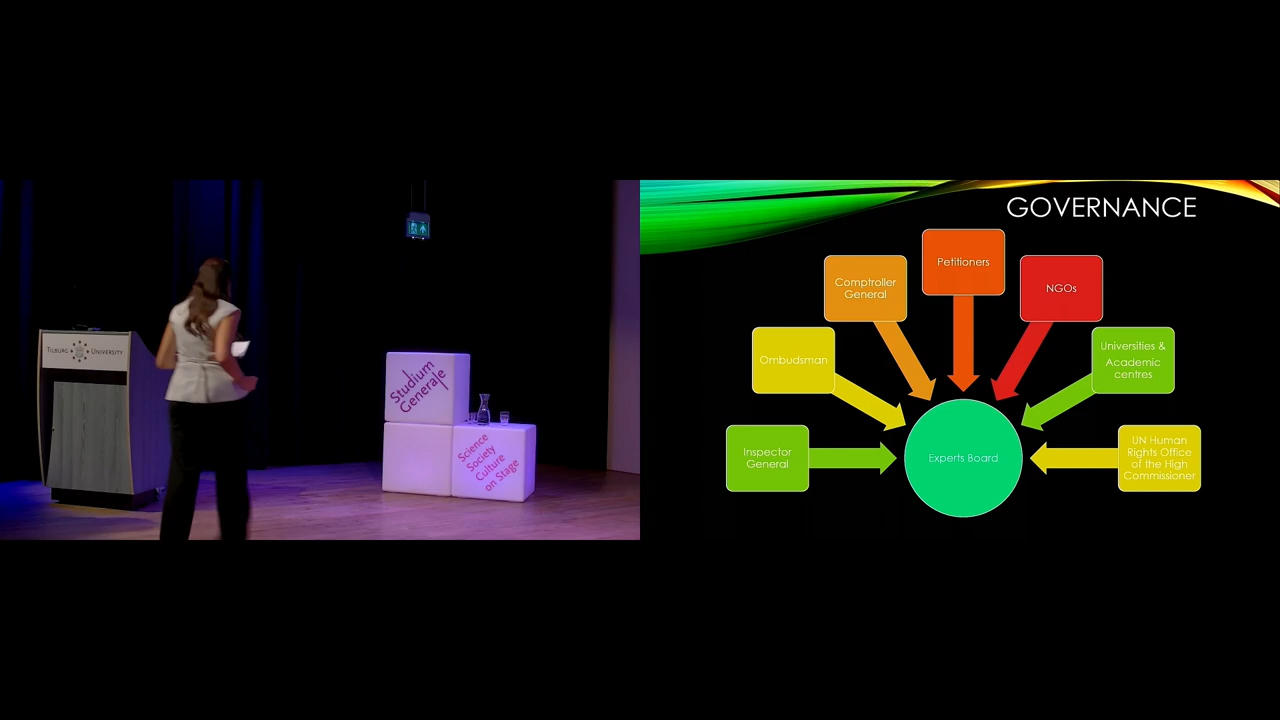 TILBURG UNIVERSITY
Studium
Generale
Science
Society
Culture
on Stage
GOVERNANCE
Petitioners
Comptroller
General
NGOs
Ombudsman
Universities &
Academic
centres
Inspector
General
Experts Board
UN Human
Rights Office
of the High
Commissioner